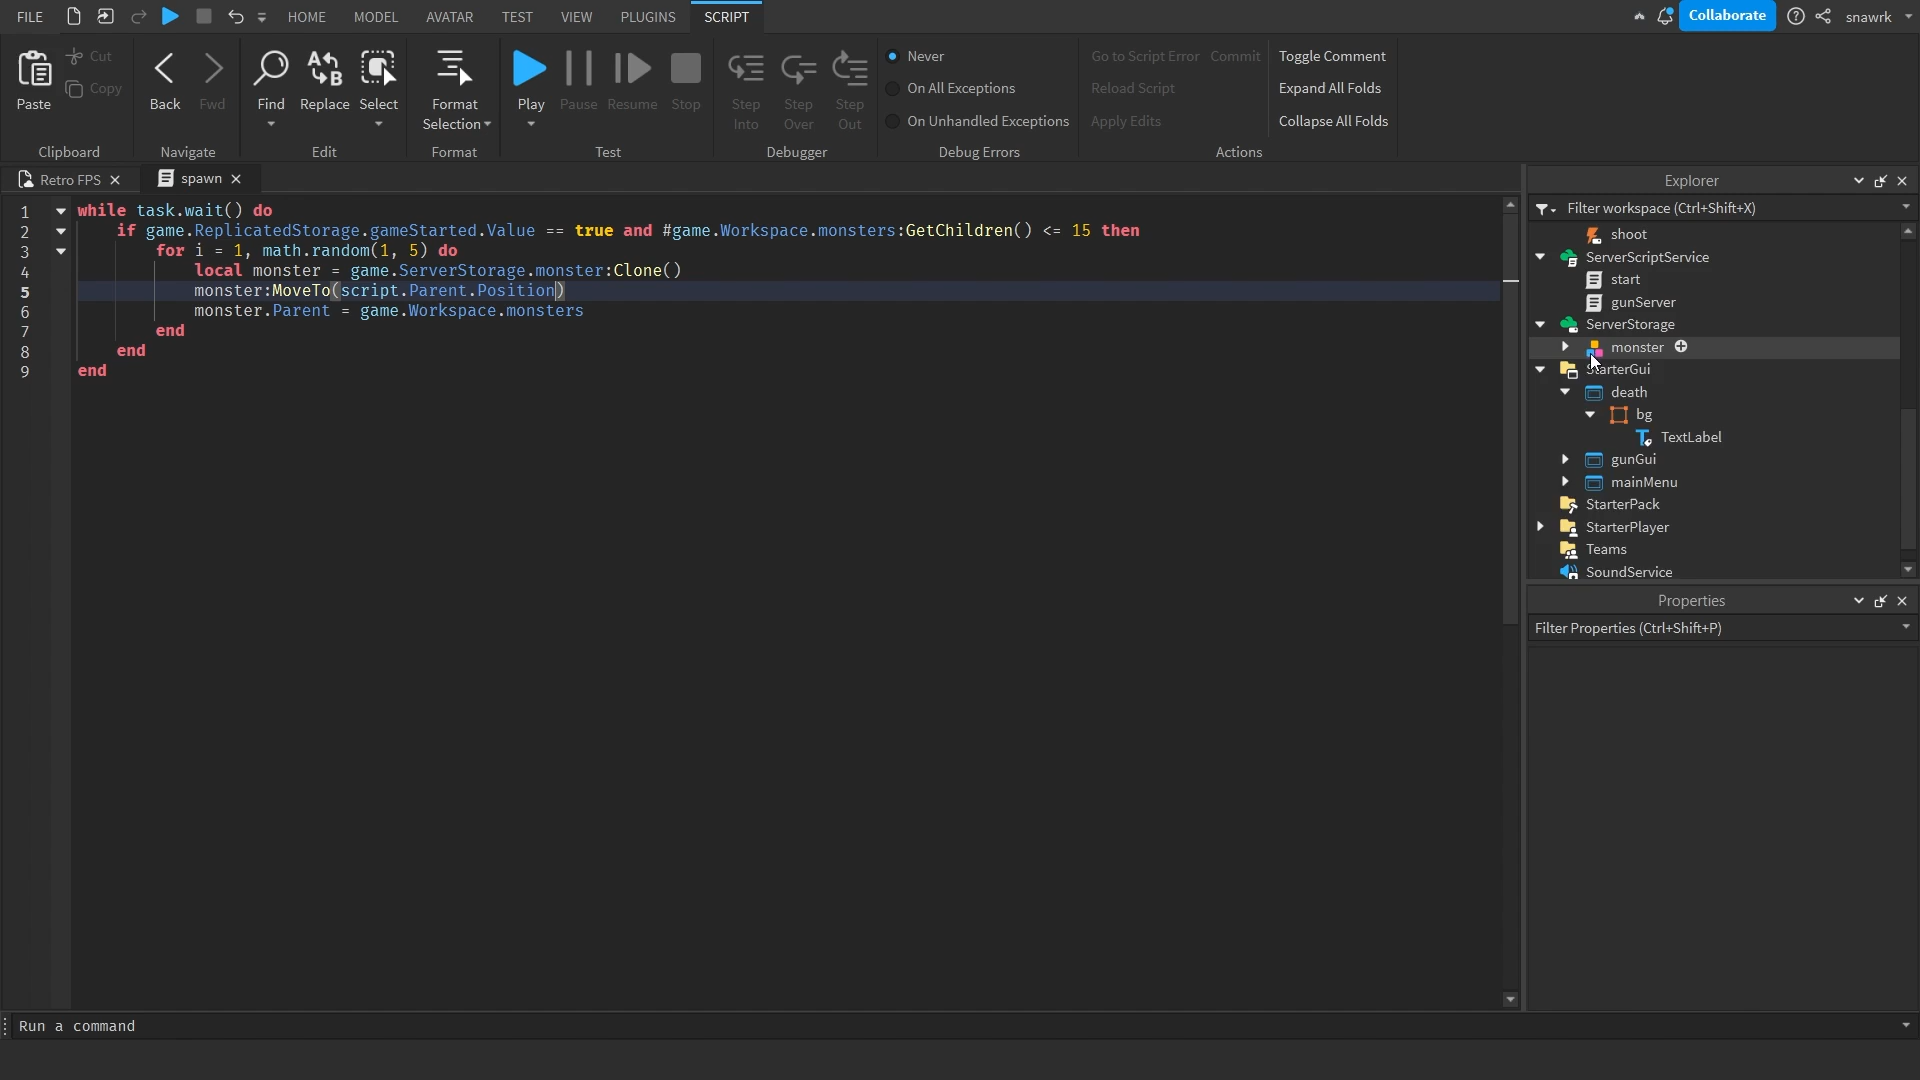 FILE HOME MODEL AVATAR TEST VIEW PLUGINS SCRIPT Collaborate snawrk
Paste Cut Copy Back Fwd Find Replace Select Format Selection Play Pause Resume Stop Step Into Step Over Step Out
Never
On All Exceptions
On Unhandled Exceptions
Go to Script Error Commit
Reload Script
Apply Edits
Toggle Comment
Expand All Folds
Collapse All Folds
Clipboard Navigate Edit Format Test Debugger Debug Errors Actions
Retro FPS spawn
1 while task.wait() do
2 if game.ReplicatedStorage.gameStarted.Value == true and #game.Workspace.monsters:GetChildren() <= 15 then
3 for i = 1, math.random(1, 5) do
4 local monster = game.ServerStorage.monster:Clone()
5 monster:MoveTo(script.Parent.Position)
6 monster.Parent = game.Workspace.monsters
7 end
8 end
9 end
Explorer
Filter workspace (Ctrl+Shift+X)
shoot
ServerScriptService
start
gunServer
ServerStorage
monster
StarterGui
death
bg
TextLabel
gunGui
mainMenu
StarterPack
StarterPlayer
Teams
SoundService
Properties
Filter Properties (Ctrl+Shift+P)
Run a command